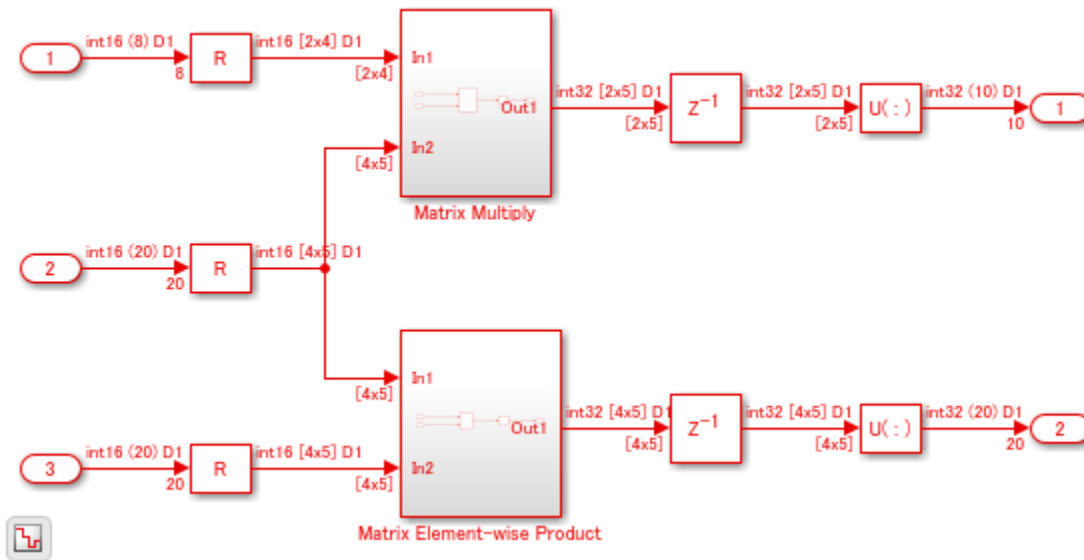 1
int16 (8) D1
8
R
int16 [2x4] D1
[2x4]
In1
In2
[4x5]
Out1
Matrix Multiply
int32 [2x5] D1
[2x5]
Z⁻¹
int32 [2x5] D1
[2x5]
U( : )
int32 (10) D1
10
1
2
int16 (20) D1
20
R
int16 [4x5] D1
In1
[4x5]
3
int16 (20) D1
20
R
int16 [4x5] D1
[4x5]
In2
Out1
Matrix Element-wise Product
int32 [4x5] D1
[4x5]
Z⁻¹
int32 [4x5] D1
[4x5]
U( : )
int32 (20) D1
20
2